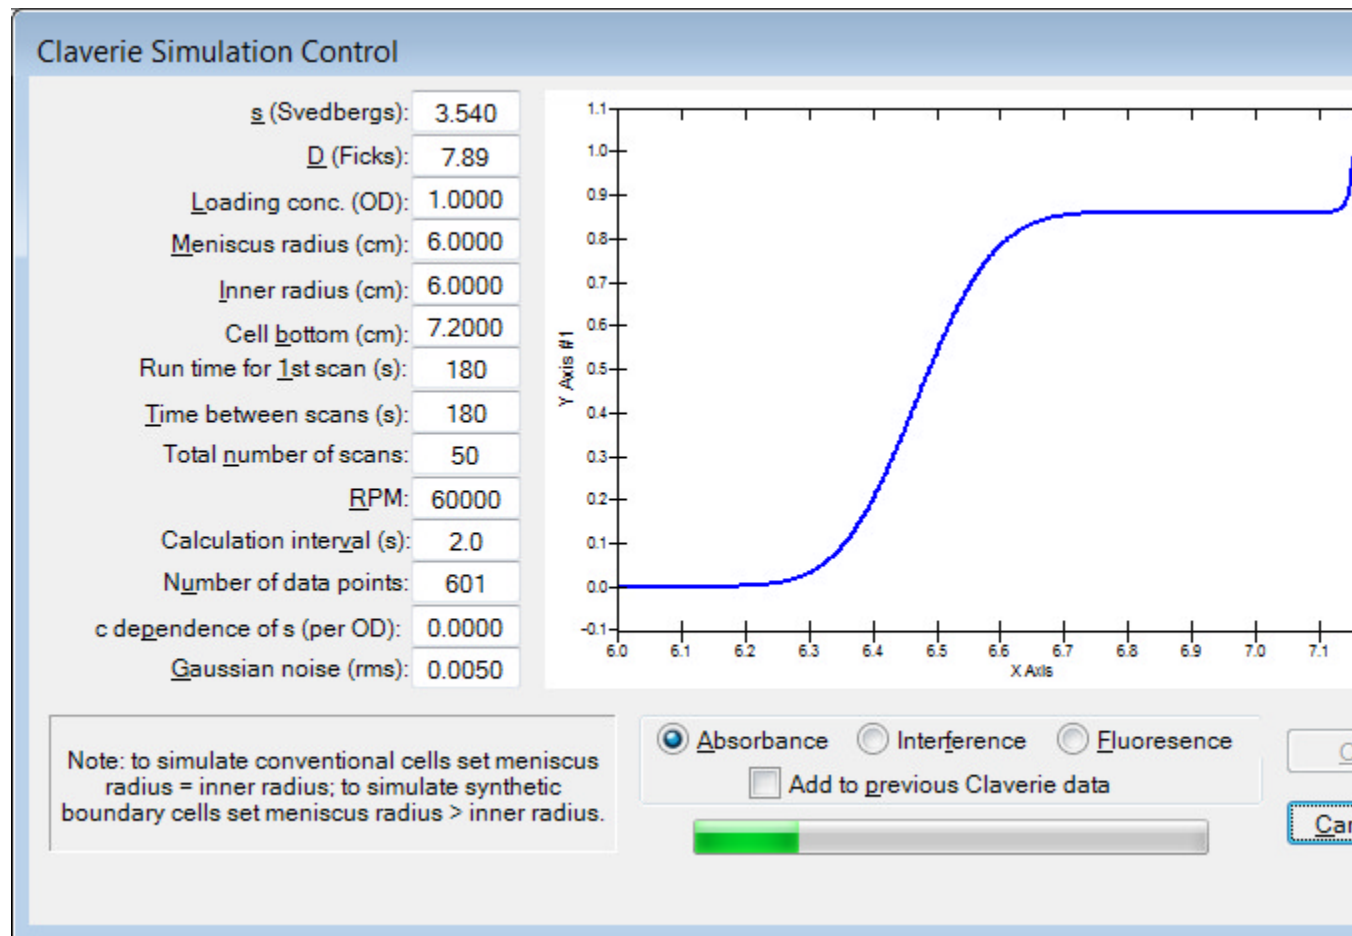 Claverie Simulation Control
s (Svedbergs): 3.540
D (Ficks): 7.89
Loading conc. (OD): 1.0000
Meniscus radius (cm): 6.0000
Inner radius (cm): 6.0000
Cell bottom (cm): 7.2000
Run time for 1st scan (s): 180
Time between scans (s): 180
Total number of scans: 50
RPM: 60000
Calculation interval (s): 2.0
Number of data points: 601
c dependence of s (per OD): 0.0000
Gaussian noise (rms): 0.0050
1.1
1.0
0.9
0.8
0.7
0.6
0.5
0.4
0.3
0.2
0.1
0.0
-0.1
Y Axis #1
6.0 6.1 6.2 6.3 6.4 6.5 6.6 6.7 6.8 6.9 7.0 7.1
X Axis
Note: to simulate conventional cells set meniscus
radius = inner radius; to simulate synthetic
boundary cells set meniscus radius > inner radius.
Absorbance Interference Fluoresence
Add to previous Claverie data